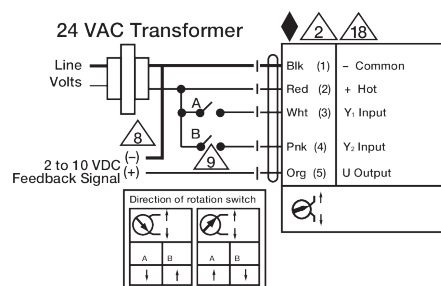 24 VAC Transformer
2
18
Line
Volts
Blk (1) – Common
Red (2) + Hot
A
Wht (3) Y1 Input
B
Pnk (4) Y2 Input
8
9
2 to 10 VDC (–)
Feedback Signal (+)
Org (5) U Output
Direction of rotation switch
A B A B